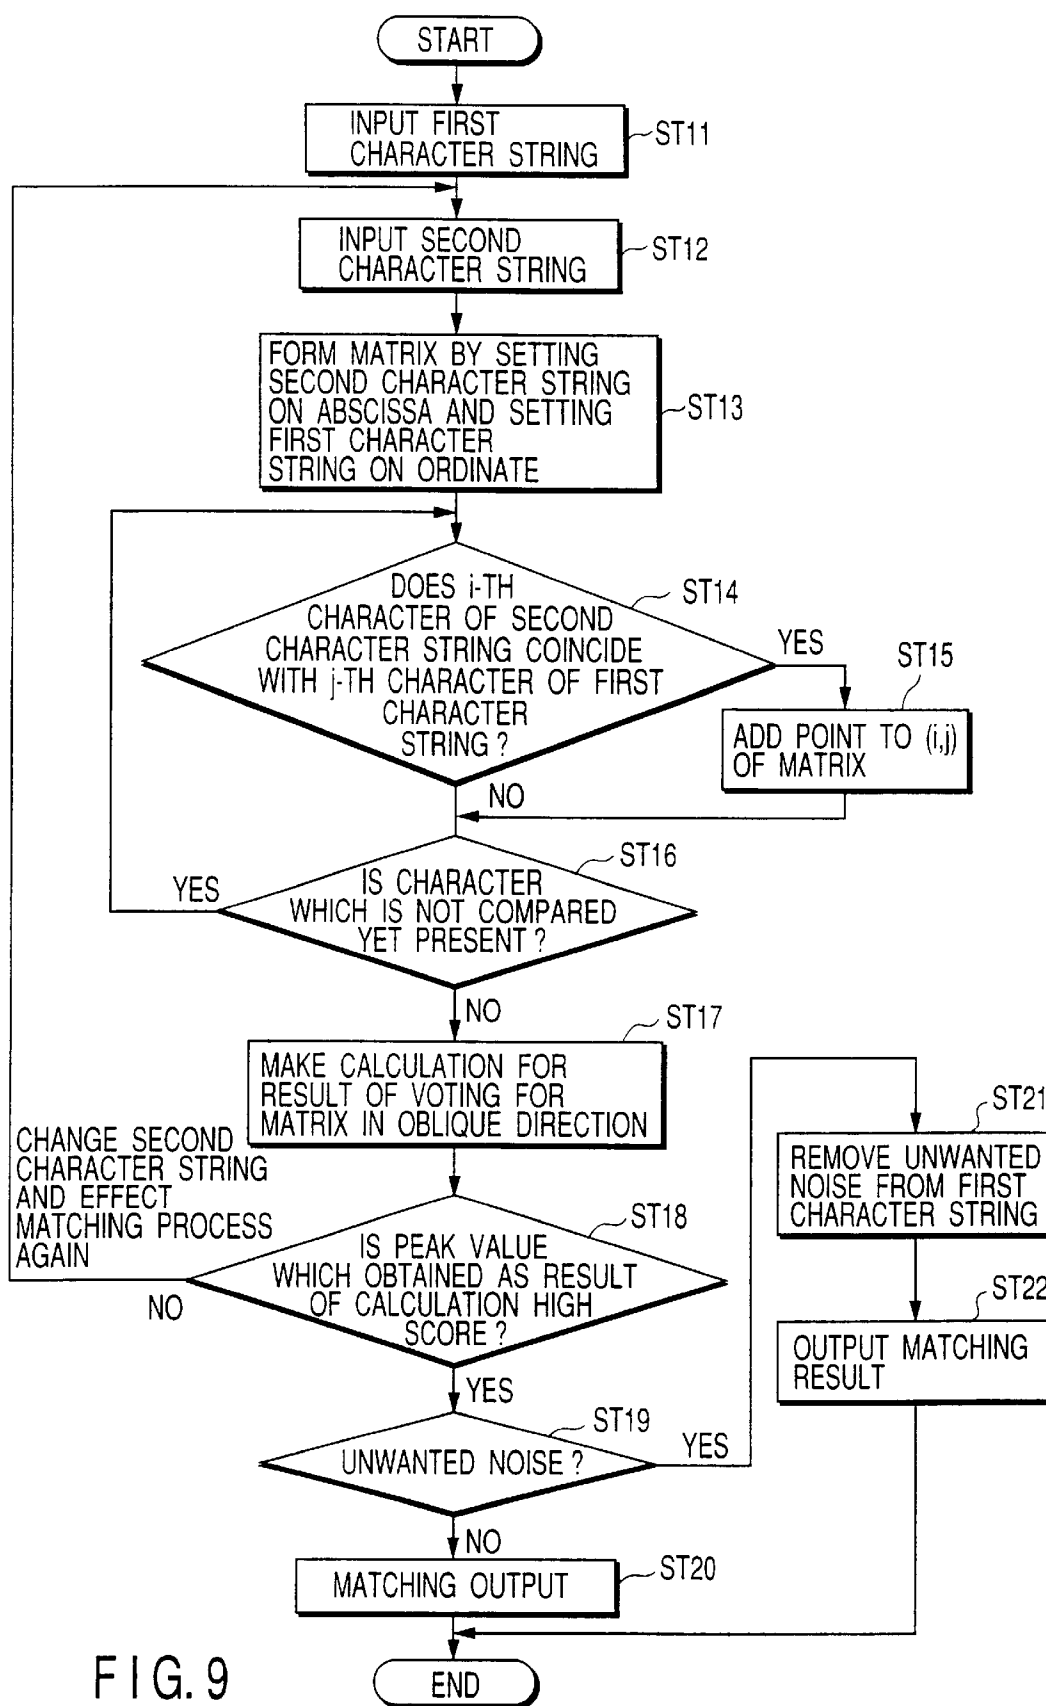 START
INPUT FIRST
CHARACTER STRING
ST11
INPUT SECOND
CHARACTER STRING
ST12
FORM MATRIX BY SETTING
SECOND CHARACTER STRING
ON ABSCISSA AND SETTING
FIRST CHARACTER
STRING ON ORDINATE
ST13
DOES i-TH
CHARACTER OF SECOND
CHARACTER STRING COINCIDE
WITH j-TH CHARACTER OF FIRST
CHARACTER
STRING?
ST14
YES
ST15
ADD POINT TO (i,j)
OF MATRIX
NO
ST16
IS CHARACTER
WHICH IS NOT COMPARED
YET PRESENT?
YES
NO
ST17
MAKE CALCULATION FOR
RESULT OF VOTING FOR
MATRIX IN OBLIQUE DIRECTION
CHANGE SECOND
CHARACTER STRING
AND EFFECT
MATCHING PROCESS
AGAIN
ST18
IS PEAK VALUE
WHICH OBTAINED AS RESULT
OF CALCULATION HIGH
SCORE?
NO
YES
ST19
UNWANTED NOISE?
YES
ST21
REMOVE UNWANTED
NOISE FROM FIRST
CHARACTER STRING
ST22
OUTPUT MATCHING
RESULT
NO
MATCHING OUTPUT
ST20
END
FIG. 9